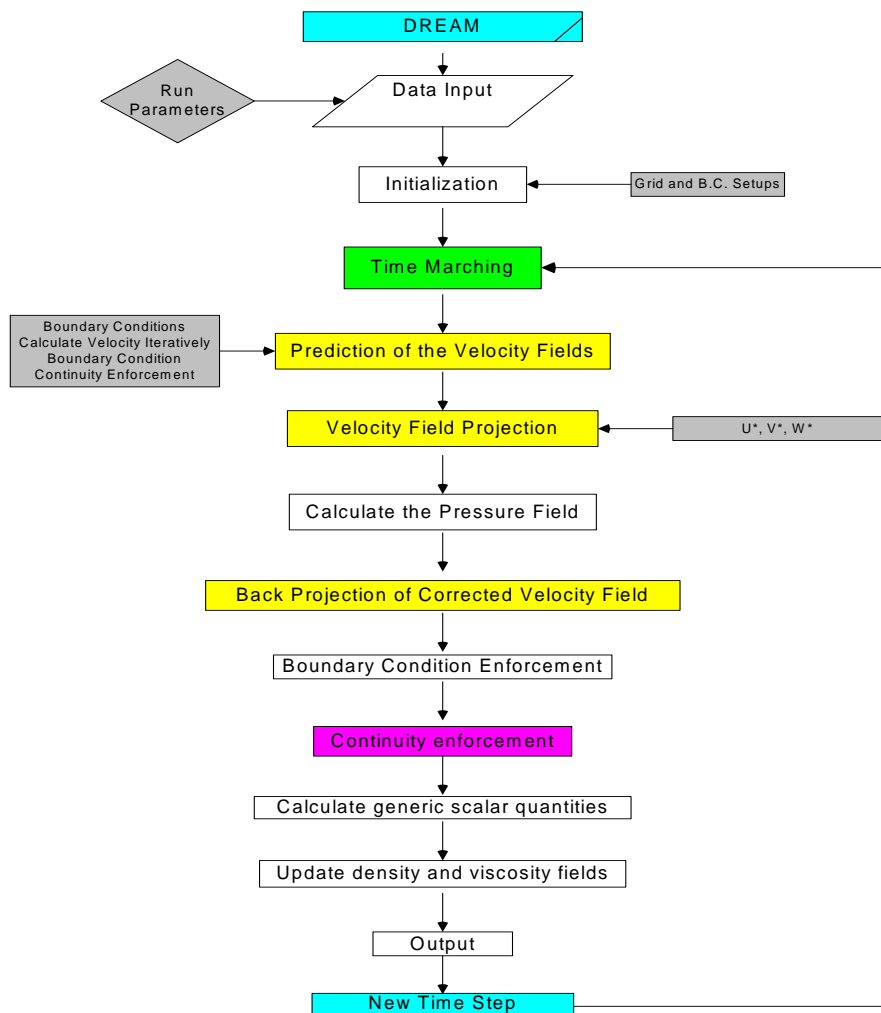 DREAM
Run
Parameters
Data Input
Initialization
Grid and B.C. Setups
Time Marching
Boundary Conditions
Calculate Velocity Iteratively
Boundary Condition
Continuity Enforcement
Prediction of the Velocity Fields
Velocity Field Projection
U*, V*, W*
Calculate the Pressure Field
Back Projection of Corrected Velocity Field
Boundary Condition Enforcement
Continuity enforcement
Calculate generic scalar quantities
Update density and viscosity fields
Output
New Time Step